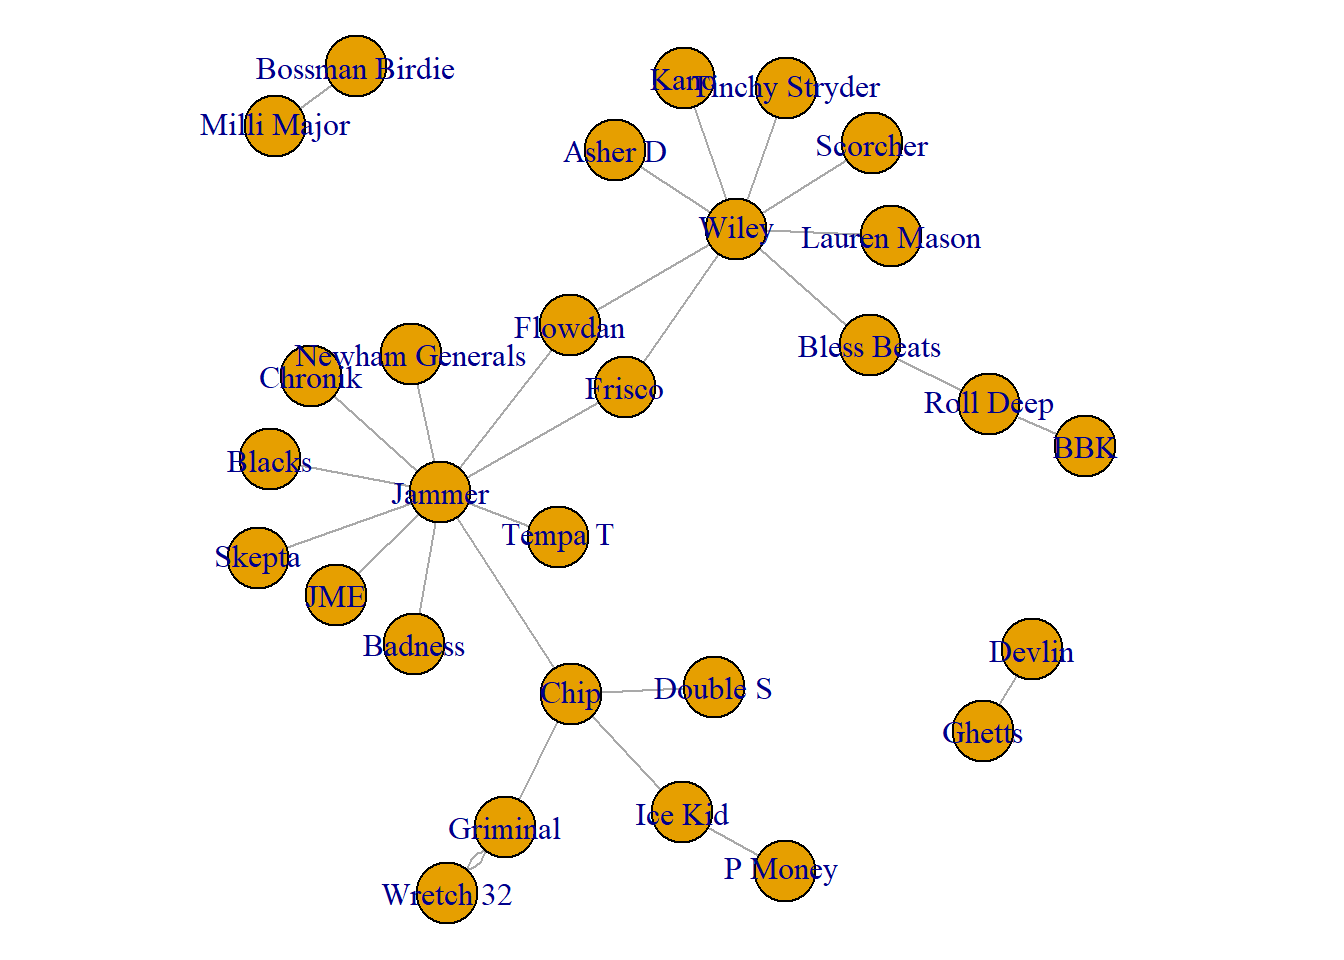 Bossman Birdie
Milli Major
Kano
Tinchy Stryder
Asher D
Scorcher
Wiley
Lauren Mason
Flowdan
Bless Beats
Newham Generals
Chronik
Frisco
Roll Deep
BBK
Blacks
Jammer
Tempa T
Skepta
JME
Badness
Devlin
Chip
Double S
Ghetts
Ice Kid
Griminal
P Money
Wretch 32